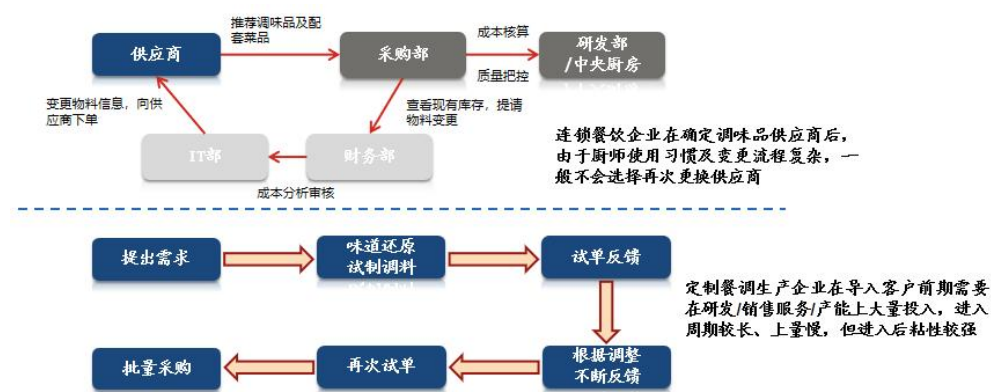 推荐调味品及配
套菜品
供应商
采购部
成本核算
质量把控
研发部
/中央厨房
变更物料信息，向供
应商下单
查看现有库存，提请
物料变更
IT部
财务部
成本分析审核
连锁餐饮企业在确定调味品供应商后，
由于厨师使用习惯及变更流程复杂，一
般不会选择再次更换供应商
提出需求
味道还原
试制调料
试单反馈
定制餐调生产企业在导入客户前期需要
在研发/销售服务/产能上大量投入，进入
周期较长、上量慢，但进入后粘性较强
批量采购
再次试单
根据调整
不断反馈